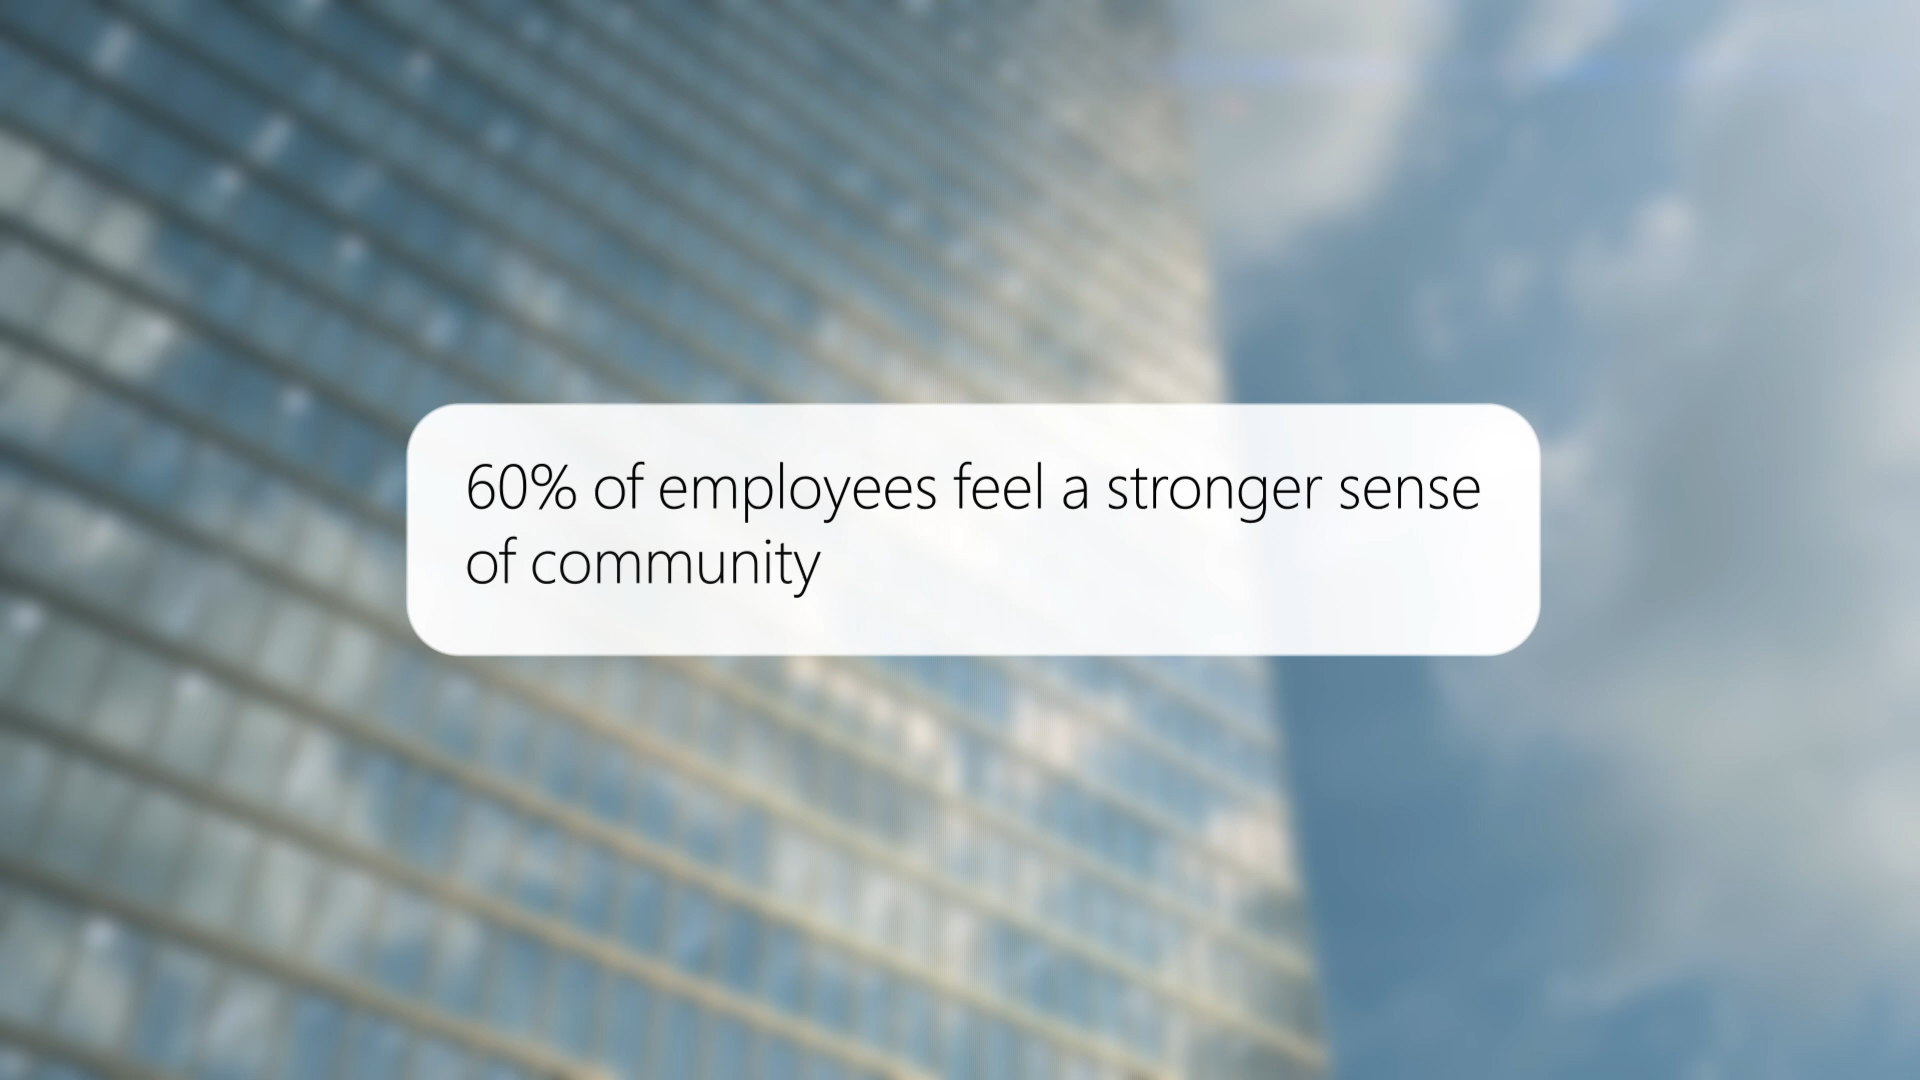 60% of employees feel a stronger sense
of community